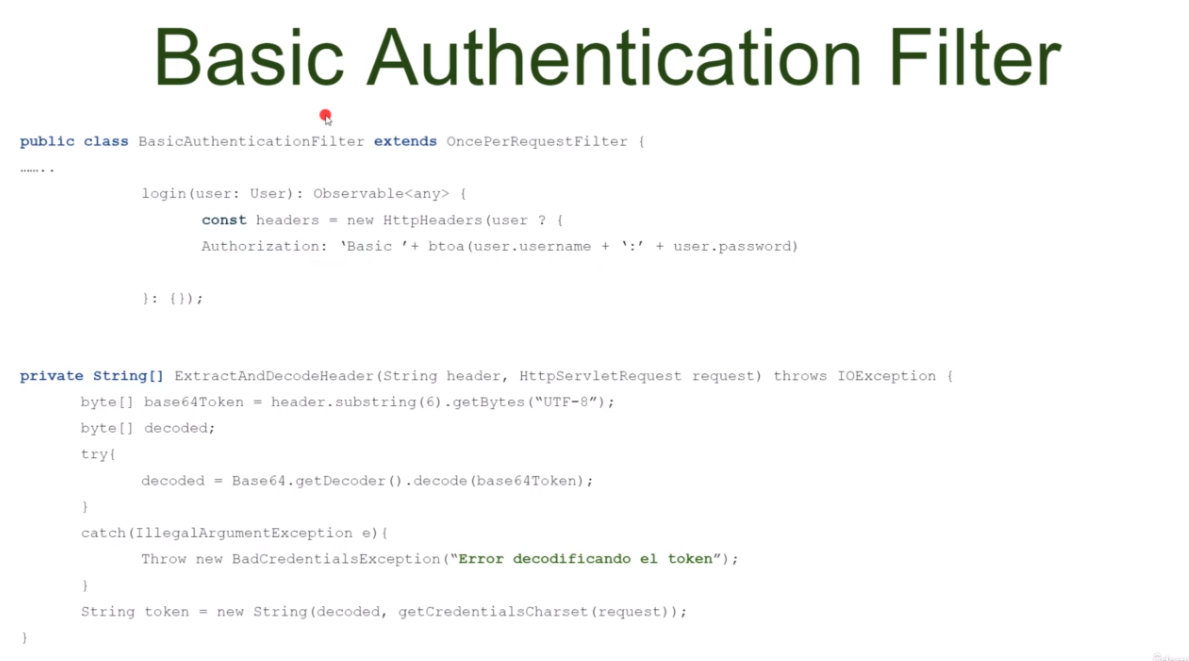 Basic Authentication Filter
public class BasicAuthenticationFilter extends OncePerRequestFilter {
……..
login(user: User): Observable<any> {
const headers = new HttpHeaders(user ? {
Authorization: ‘Basic ’+ btoa(user.username + ‘:’ + user.password)
}: {});
private String[] ExtractAndDecodeHeader(String header, HttpServletRequest request) throws IOException {
byte[] base64Token = header.substring(6).getBytes(“UTF-8”);
byte[] decoded;
try{
decoded = Base64.getDecoder().decode(base64Token);
}
catch(IllegalArgumentException e){
Throw new BadCredentialsException(“Error decodificando el token”);
}
String token = new String(decoded, getCredentialsCharset(request));
}